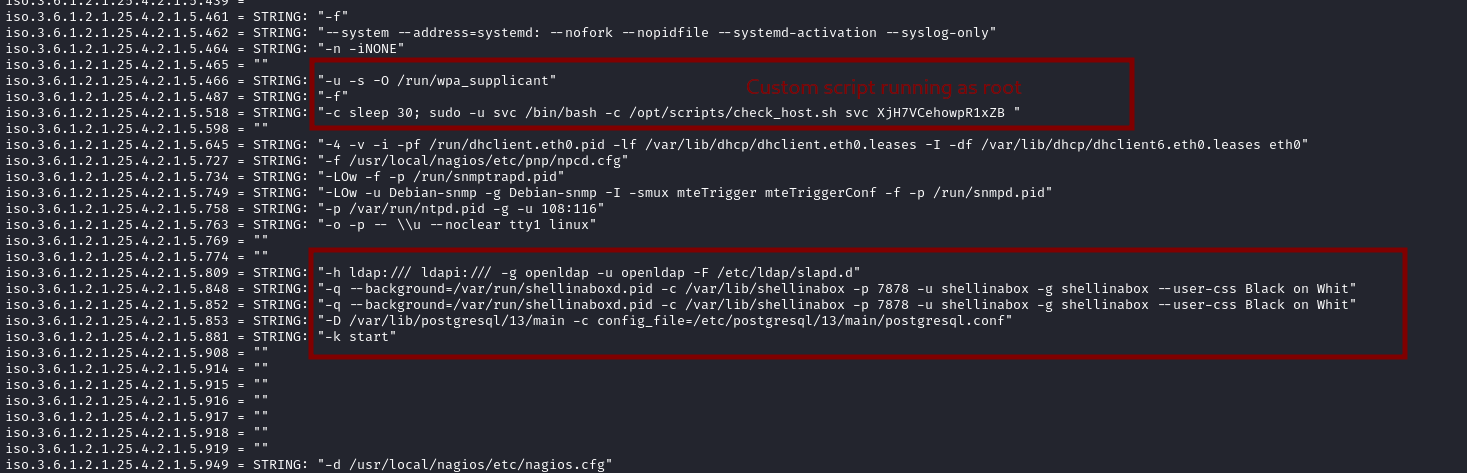 iso.3.6.1.2.1.25.4.2.1.5.439 =
iso.3.6.1.2.1.25.4.2.1.5.461 = STRING: "-f"
iso.3.6.1.2.1.25.4.2.1.5.462 = STRING: "--system --address=systemd: --nofork --nopidfile --systemd-activation --syslog-only"
iso.3.6.1.2.1.25.4.2.1.5.464 = STRING: "-n -iNONE"
iso.3.6.1.2.1.25.4.2.1.5.465 = ""
iso.3.6.1.2.1.25.4.2.1.5.466 = STRING: "-u -s -O /run/wpa_supplicant"
Custom script running as root
iso.3.6.1.2.1.25.4.2.1.5.487 = STRING: "-f"
iso.3.6.1.2.1.25.4.2.1.5.518 = STRING: "-c sleep 30; sudo -u svc /bin/bash -c /opt/scripts/check_host.sh svc XjH7VCehowpR1xZB "
iso.3.6.1.2.1.25.4.2.1.5.598 = ""
iso.3.6.1.2.1.25.4.2.1.5.645 = STRING: "-4 -v -i -pf /run/dhclient.eth0.pid -lf /var/lib/dhcp/dhclient.eth0.leases -I -df /var/lib/dhcp/dhclient6.eth0.leases eth0"
iso.3.6.1.2.1.25.4.2.1.5.727 = STRING: "-f /usr/local/nagios/etc/pnp/npcd.cfg"
iso.3.6.1.2.1.25.4.2.1.5.734 = STRING: "-LOw -f -p /run/snmptrapd.pid"
iso.3.6.1.2.1.25.4.2.1.5.749 = STRING: "-LOw -u Debian-snmp -g Debian-snmp -I -smux mteTrigger mteTriggerConf -f -p /run/snmpd.pid"
iso.3.6.1.2.1.25.4.2.1.5.758 = STRING: "-p /var/run/ntpd.pid -g -u 108:116"
iso.3.6.1.2.1.25.4.2.1.5.763 = STRING: "-o -p -- \\u --noclear tty1 linux"
iso.3.6.1.2.1.25.4.2.1.5.769 = ""
iso.3.6.1.2.1.25.4.2.1.5.774 = ""
iso.3.6.1.2.1.25.4.2.1.5.809 = STRING: "-h ldap:/// ldapi:/// -g openldap -u openldap -F /etc/ldap/slapd.d"
iso.3.6.1.2.1.25.4.2.1.5.848 = STRING: "-q --background=/var/run/shellinaboxd.pid -c /var/lib/shellinabox -p 7878 -u shellinabox -g shellinabox --user-css Black on Whit"
iso.3.6.1.2.1.25.4.2.1.5.852 = STRING: "-q --background=/var/run/shellinaboxd.pid -c /var/lib/shellinabox -p 7878 -u shellinabox -g shellinabox --user-css Black on Whit"
iso.3.6.1.2.1.25.4.2.1.5.853 = STRING: "-D /var/lib/postgresql/13/main -c config_file=/etc/postgresql/13/main/postgresql.conf"
iso.3.6.1.2.1.25.4.2.1.5.881 = STRING: "-k start"
iso.3.6.1.2.1.25.4.2.1.5.908 = ""
iso.3.6.1.2.1.25.4.2.1.5.914 = ""
iso.3.6.1.2.1.25.4.2.1.5.915 = ""
iso.3.6.1.2.1.25.4.2.1.5.916 = ""
iso.3.6.1.2.1.25.4.2.1.5.917 = ""
iso.3.6.1.2.1.25.4.2.1.5.918 = ""
iso.3.6.1.2.1.25.4.2.1.5.919 = ""
iso.3.6.1.2.1.25.4.2.1.5.949 = STRING: "-d /usr/local/nagios/etc/nagios.cfg"